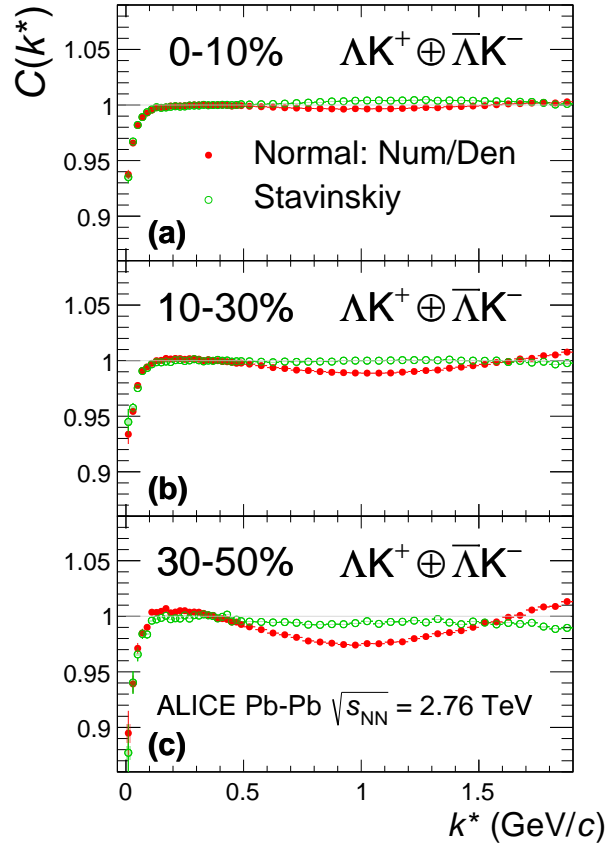 C(k*)
1.05
1
0.95
0.9
0-10% ΛK⁺ ⊕ Λ̅K⁻
Normal: Num/Den
Stavinskiy
(a)
1.05
1
0.95
0.9
10-30% ΛK⁺ ⊕ Λ̅K⁻
(b)
1.05
1
0.95
0.9
30-50% ΛK⁺ ⊕ Λ̅K⁻
ALICE Pb-Pb √s_NN = 2.76 TeV
(c)
0 0.5 1 1.5
k* (GeV/c)